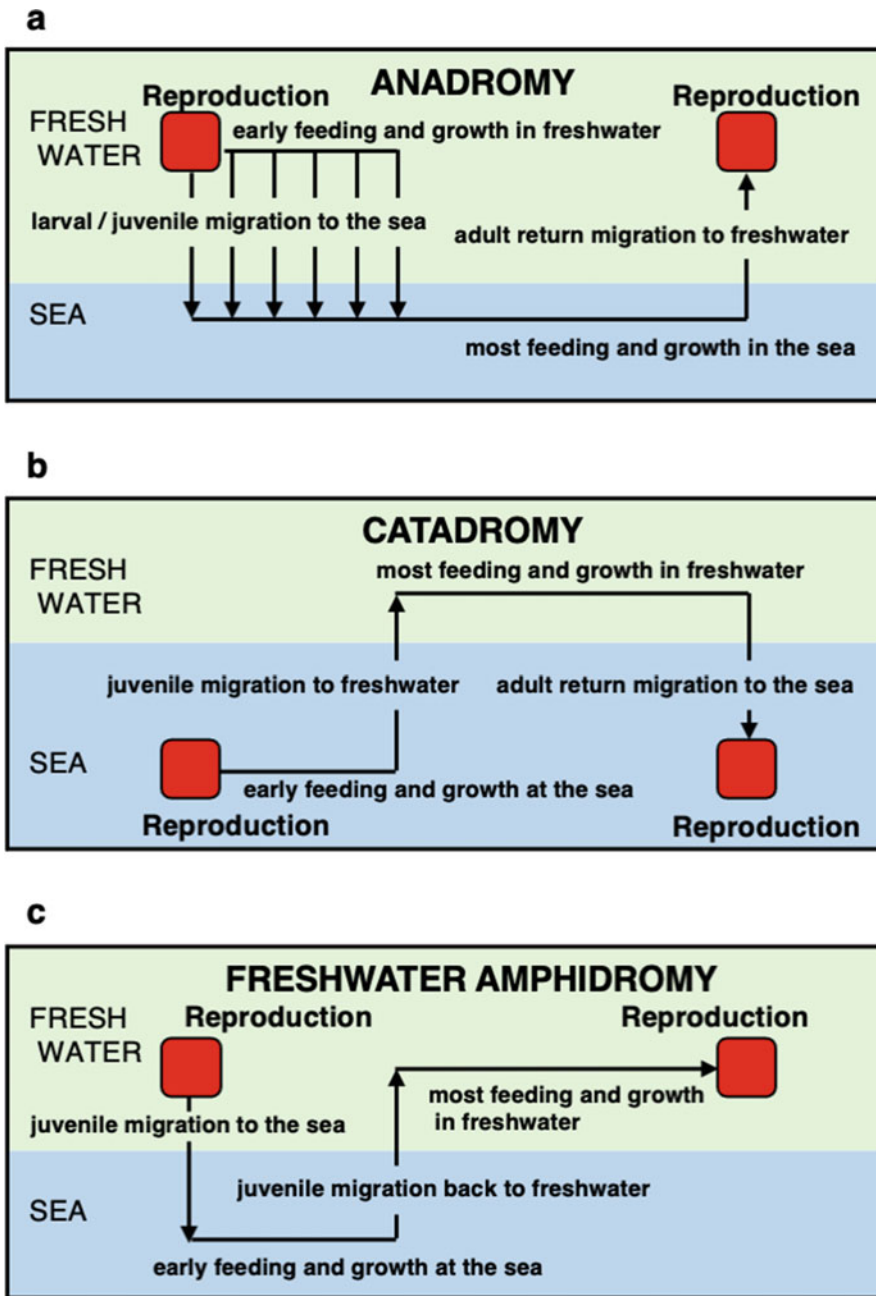 a
ANADROMY
Reproduction
Reproduction
FRESH
WATER
early feeding and growth in freshwater
larval / juvenile migration to the sea
adult return migration to freshwater
SEA
most feeding and growth in the sea
b
CATADROMY
FRESH
WATER
most feeding and growth in freshwater
juvenile migration to freshwater
adult return migration to the sea
SEA
early feeding and growth at the sea
Reproduction
Reproduction
c
FRESHWATER AMPHIDROMY
FRESH
WATER
Reproduction
Reproduction
most feeding and growth
in freshwater
juvenile migration to the sea
juvenile migration back to freshwater
SEA
early feeding and growth at the sea